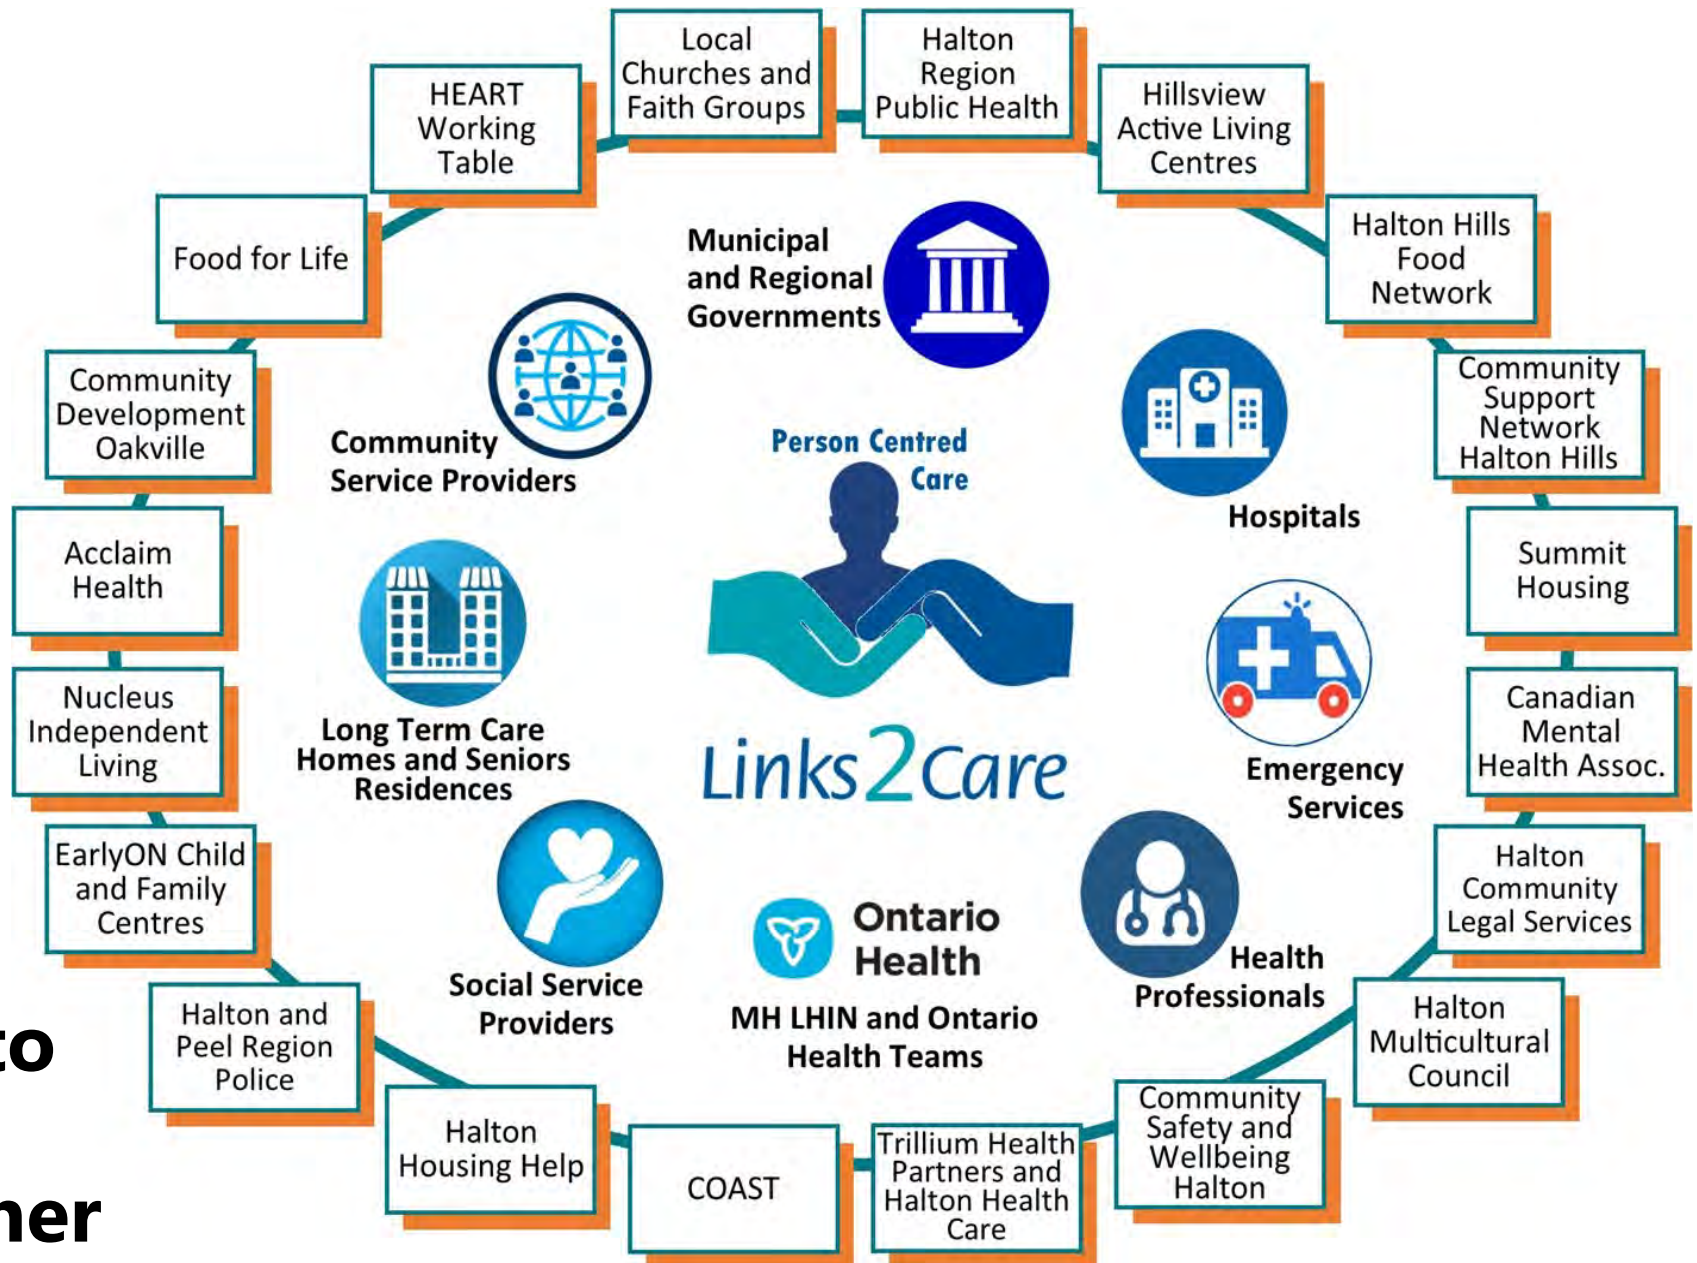 Local
Churches and
Faith Groups
Halton
Region
Public Health
HEART
Working
Table
Hillsview
Active Living
Centres
Food for Life
Halton Hills
Food
Network
Municipal
and Regional
Governments
Community
Development
Oakville
Community
Service Providers
Person Centred
Care
Hospitals
Community
Support
Network
Halton Hills
Acclaim
Health
Summit
Housing
Nucleus
Independent
Living
Long Term Care
Homes and Seniors
Residences
Links2Care
Emergency
Services
Canadian
Mental
Health Assoc.
EarlyON Child
and Family
Centres
Social Service
Providers
Ontario
Health
MH LHIN and Ontario
Health Teams
Health
Professionals
Halton
Community
Legal Services
to
Halton and
Peel Region
Police
Halton
Multicultural
Council
Halton
Housing Help
COAST
Trillium Health
Partners and
Halton Health
Care
Community
Safety and
Wellbeing
Halton
ner